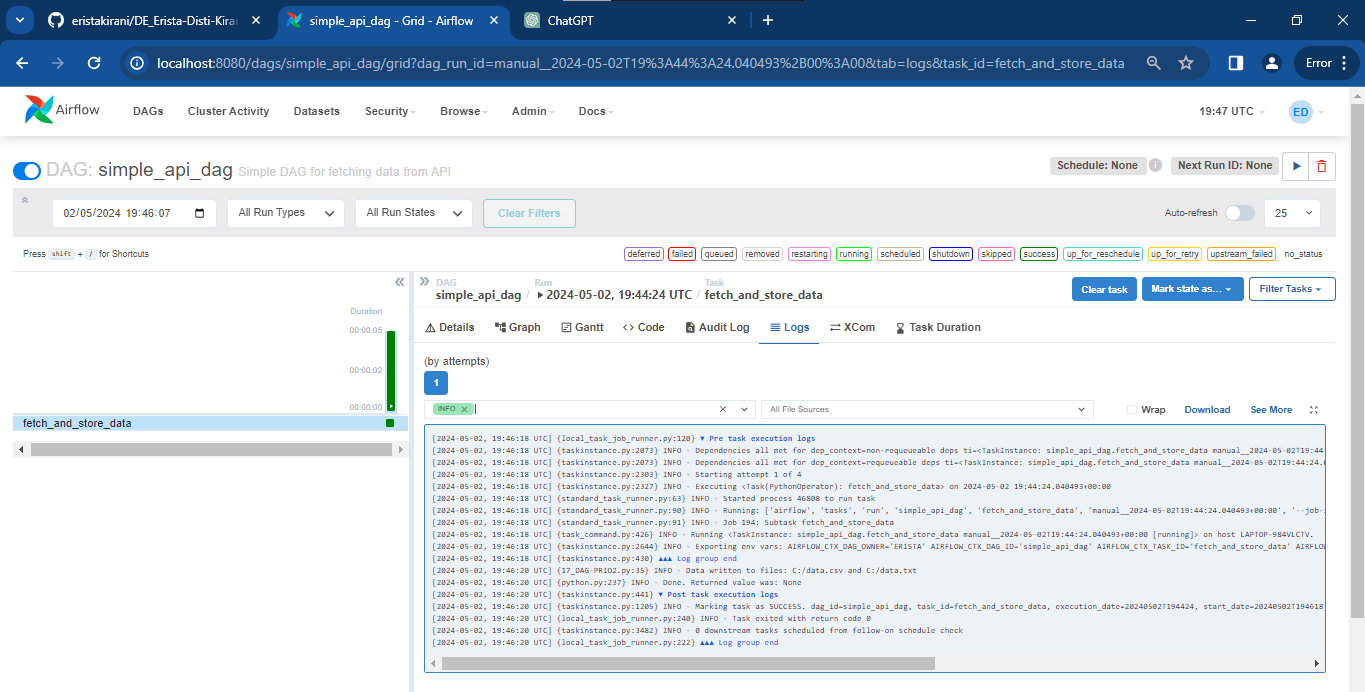 eristakirani/DE_Erista-Disti-Kiran
simple_api_dag - Grid - Airflow
ChatGPT
localhost:8080/dags/simple_api_dag/grid?dag_run_id=manual__2024-05-02T19%3A44%3A24.040493%2B00%3A00&tab=logs&task_id=fetch_and_store_data
Error
Airflow DAGs Cluster Activity Datasets Security Browse Admin Docs 19:47 UTC ED
DAG: simple_api_dag Simple DAG for fetching data from API
Schedule: None Next Run ID: None
02/05/2024 19:46:07 All Run Types All Run States Clear Filters Auto-refresh 25
Press shift + / for Shortcuts
deferred failed queued removed restarting running scheduled shutdown skipped success up_for_reschedule up_for_retry upstream_failed no_status
Duration
00:00:05
00:00:02
00:00:00
fetch_and_store_data
DAG Run Task
simple_api_dag / 2024-05-02, 19:44:24 UTC / fetch_and_store_data
Clear task Mark state as... Filter Tasks
Details Graph Gantt <> Code Audit Log Logs XCom Task Duration
(by attempts)
1
INFO All File Sources Wrap Download See More
[2024-05-02, 19:46:18 UTC] {local_task_job_runner.py:120} ▼ Pre task execution logs
[2024-05-02, 19:46:18 UTC] {taskinstance.py:2073} INFO - Dependencies all met for dep_context=non-requeueable deps ti=<TaskInstance: simple_api_dag.fetch_and_store_data manual__2024-05-02T19:44
[2024-05-02, 19:46:18 UTC] {taskinstance.py:2073} INFO - Dependencies all met for dep_context=requeueable deps ti=<TaskInstance: simple_api_dag.fetch_and_store_data manual__2024-05-02T19:44:24.0
[2024-05-02, 19:46:18 UTC] {taskinstance.py:2303} INFO - Starting attempt 1 of 4
[2024-05-02, 19:46:18 UTC] {taskinstance.py:2327} INFO - Executing <Task(PythonOperator): fetch_and_store_data> on 2024-05-02 19:44:24.040493+00:00
[2024-05-02, 19:46:18 UTC] {standard_task_runner.py:63} INFO - Started process 46808 to run task
[2024-05-02, 19:46:18 UTC] {standard_task_runner.py:90} INFO - Running: ['airflow', 'tasks', 'run', 'simple_api_dag', 'fetch_and_store_data', 'manual__2024-05-02T19:44:24.040493+00:00', '--job-
[2024-05-02, 19:46:18 UTC] {standard_task_runner.py:91} INFO - Job 194: Subtask fetch_and_store_data
[2024-05-02, 19:46:18 UTC] {task_command.py:426} INFO - Running <TaskInstance: simple_api_dag.fetch_and_store_data manual__2024-05-02T19:44:24.040493+00:00 [running]> on host LAPTOP-984VLCTV.
[2024-05-02, 19:46:18 UTC] {taskinstance.py:2644} INFO - Exporting env vars: AIRFLOW_CTX_DAG_OWNER='ERISTA' AIRFLOW_CTX_DAG_ID='simple_api_dag' AIRFLOW_CTX_TASK_ID='fetch_and_store_data' AIRFLOW
[2024-05-02, 19:46:18 UTC] {taskinstance.py:430} ▲▲▲ Log group end
[2024-05-02, 19:46:20 UTC] {17_DAG-PRIO2.py:35} INFO - Data written to files: C:/data.csv and C:/data.txt
[2024-05-02, 19:46:20 UTC] {python.py:237} INFO - Done. Returned value was: None
[2024-05-02, 19:46:20 UTC] {taskinstance.py:441} ▼ Post task execution logs
[2024-05-02, 19:46:20 UTC] {taskinstance.py:1205} INFO - Marking task as SUCCESS. dag_id=simple_api_dag, task_id=fetch_and_store_data, execution_date=20240502T194424, start_date=20240502T194618
[2024-05-02, 19:46:20 UTC] {local_task_job_runner.py:240} INFO - Task exited with return code 0
[2024-05-02, 19:46:20 UTC] {taskinstance.py:3482} INFO - 0 downstream tasks scheduled from follow-on schedule check
[2024-05-02, 19:46:20 UTC] {local_task_job_runner.py:222} ▲▲▲ Log group end